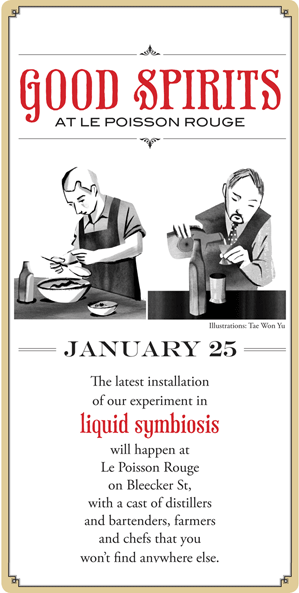 GOOD SPIRITS
AT LE POISSON ROUGE
Illustrations: Tae Won Yu
JANUARY 25
The latest installation
of our experiment in
liquid symbiosis
will happen at
Le Poisson Rouge
on Bleecker St,
with a cast of distillers
and bartenders, farmers
and chefs that you
won't find anywhere else.